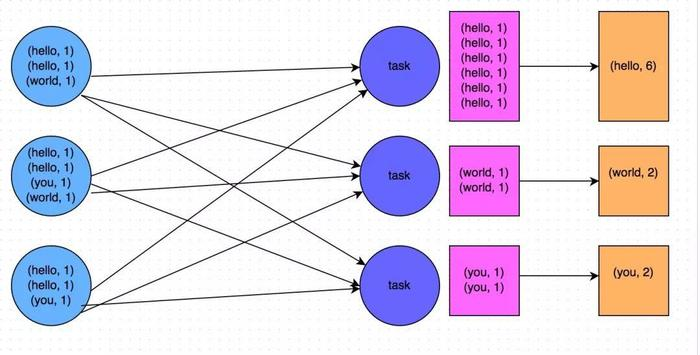 (hello, 1)
(hello, 1)
(world, 1)
task
(hello, 1)
(hello, 1)
(hello, 1)
(hello, 1)
(hello, 1)
(hello, 1)
(hello, 6)
(hello, 1)
(hello, 1)
(you, 1)
(world, 1)
task
(world, 1)
(world, 1)
(world, 2)
(hello, 1)
(hello, 1)
(you, 1)
task
(you, 1)
(you, 1)
(you, 2)